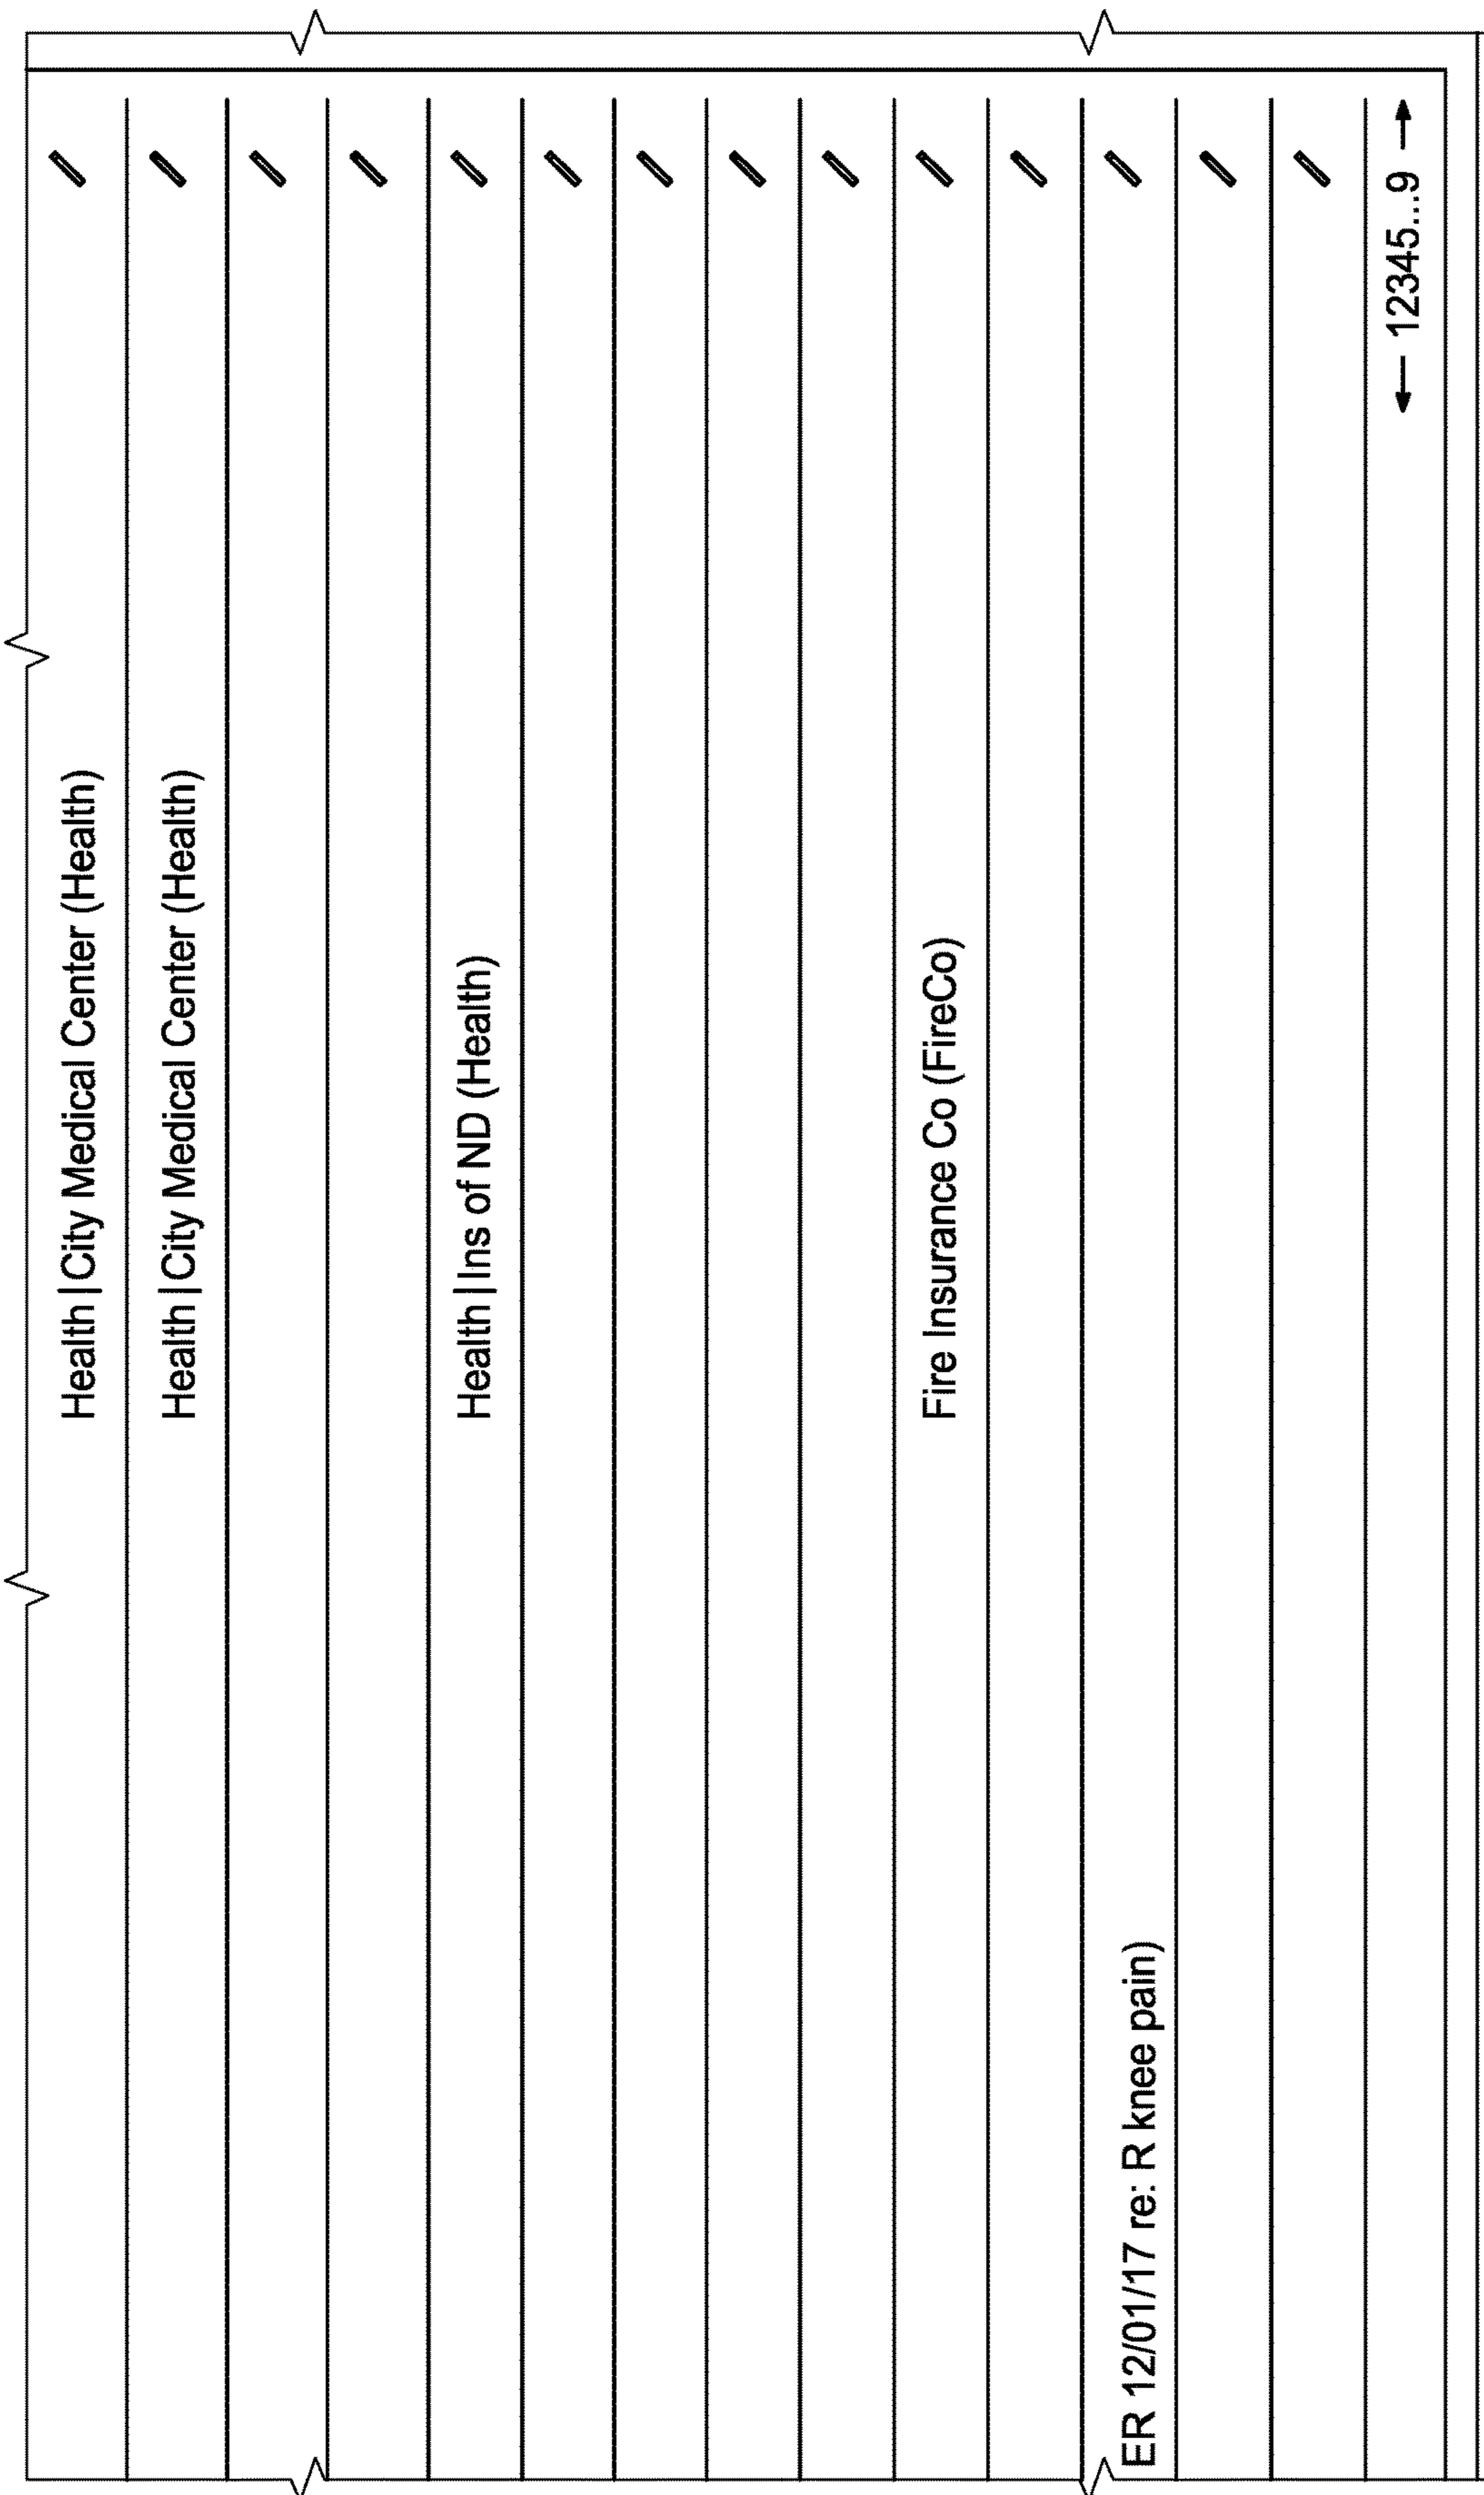 Health|City Medical Center (Health)
Health|City Medical Center (Health)
Health|Ins of ND (Health)
Fire Insurance Co (FireCo)
ER 12/01/17 re: R knee pain)
← 12345...9 →